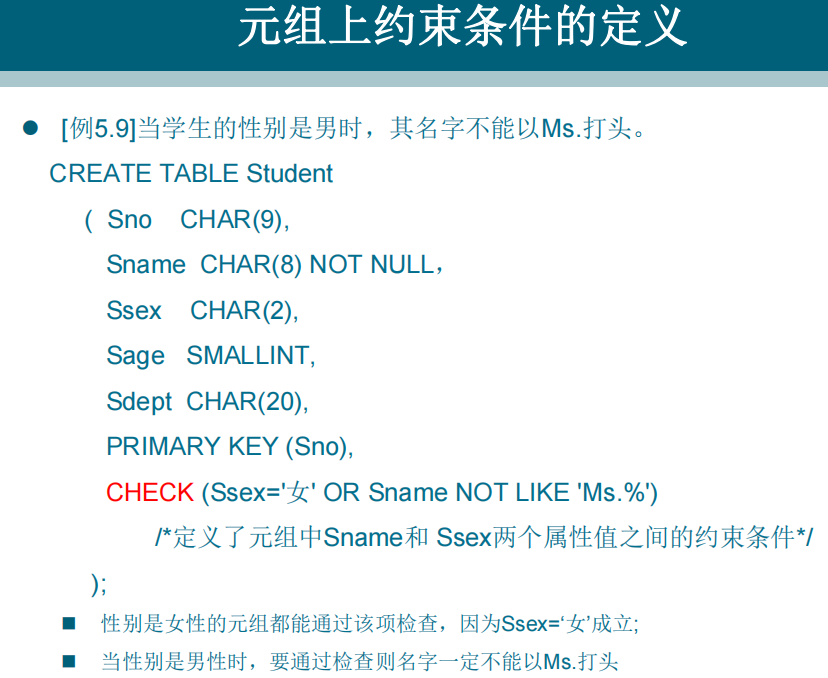 元组上约束条件的定义
● [例5.9]当学生的性别是男时，其名字不能以Ms.打头。
CREATE TABLE Student
( Sno CHAR(9),
Sname CHAR(8) NOT NULL，
Ssex CHAR(2),
Sage SMALLINT,
Sdept CHAR(20),
PRIMARY KEY (Sno),
CHECK (Ssex='女' OR Sname NOT LIKE 'Ms.%')
/*定义了元组中Sname和 Ssex两个属性值之间的约束条件*/
);
■ 性别是女性的元组都能通过该项检查，因为Ssex=‘女’成立;
■ 当性别是男性时，要通过检查则名字一定不能以Ms.打头